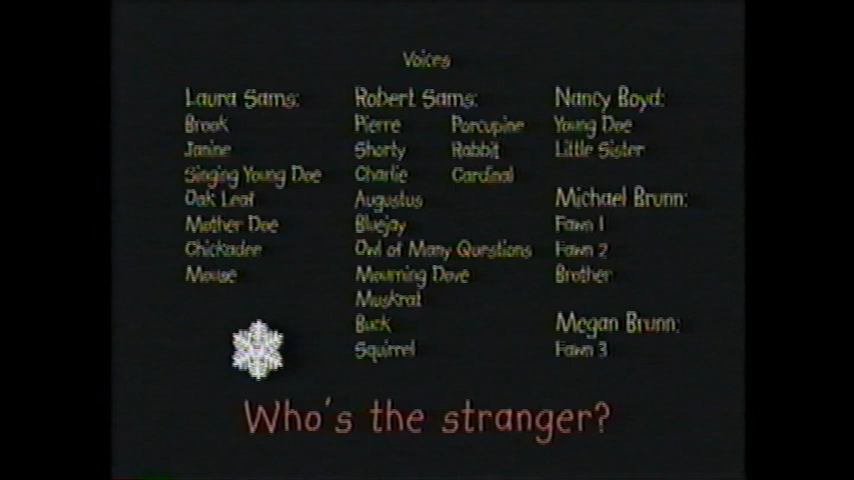 Voices
Laura Sams:
Brook
Janine
Singing Young Doe
Oak Leaf
Mother Doe
Chickadee
Mouse
Robert Sams:
Pierre
Shorty
Charlie
Augustus
Bluejay
Owl of Many Questions
Mourning Dove
Muskrat
Buck
Squirrel
Porcupine
Rabbit
Cardinal
Nancy Boyd:
Young Doe
Little Sister
Michael Brunn:
Fawn 1
Fawn 2
Brother
Megan Brunn:
Fawn 3
Who's the stranger?